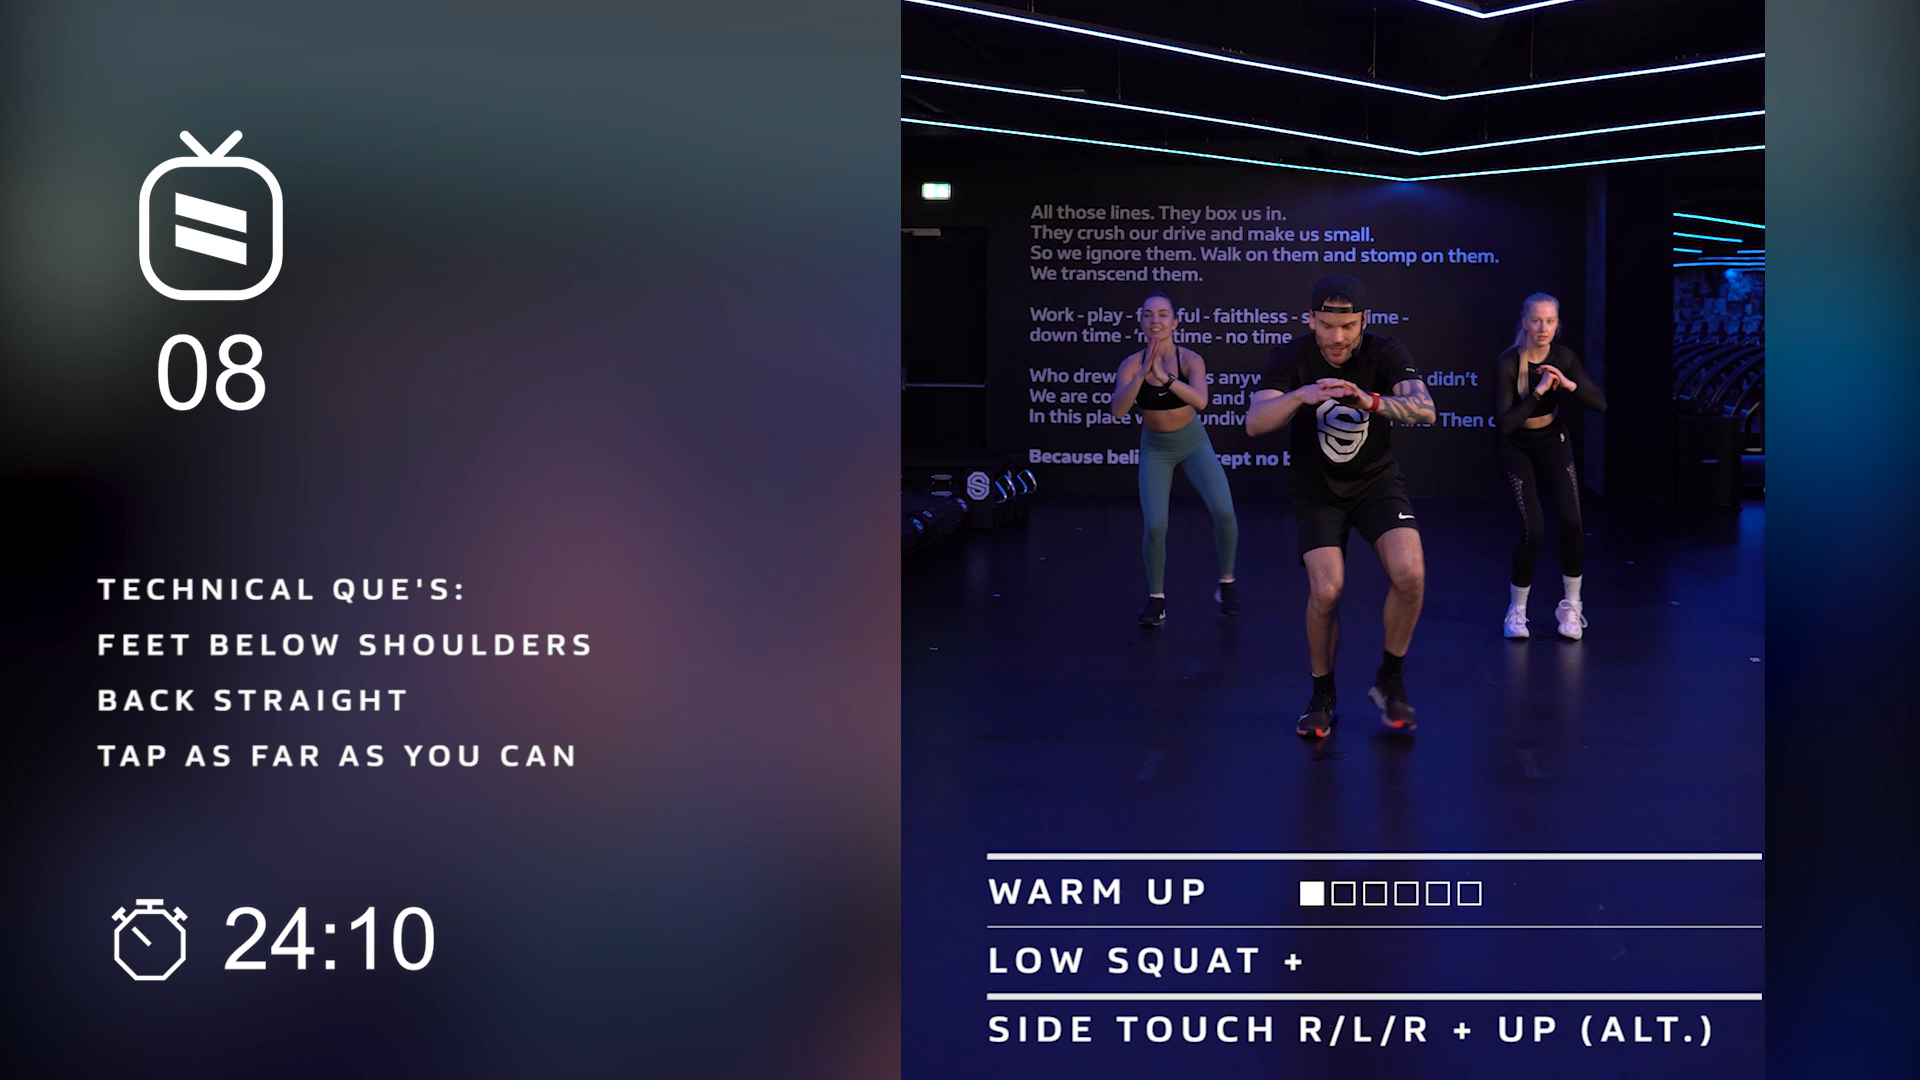 08
TECHNICAL QUE'S:
FEET BELOW SHOULDERS
BACK STRAIGHT
TAP AS FAR AS YOU CAN
24:10
All those lines. They box us in.
They crush our drive and make us small.
So we ignore them. Walk on them and stomp on them.
We transcend them.
Work - play - ful - faithless - ime -
down time - time - no time
Who drew s anyw didn't
We are co and
In this place undivi Then
Because beli cept no b
WARM UP
LOW SQUAT +
SIDE TOUCH R/L/R + UP (ALT.)